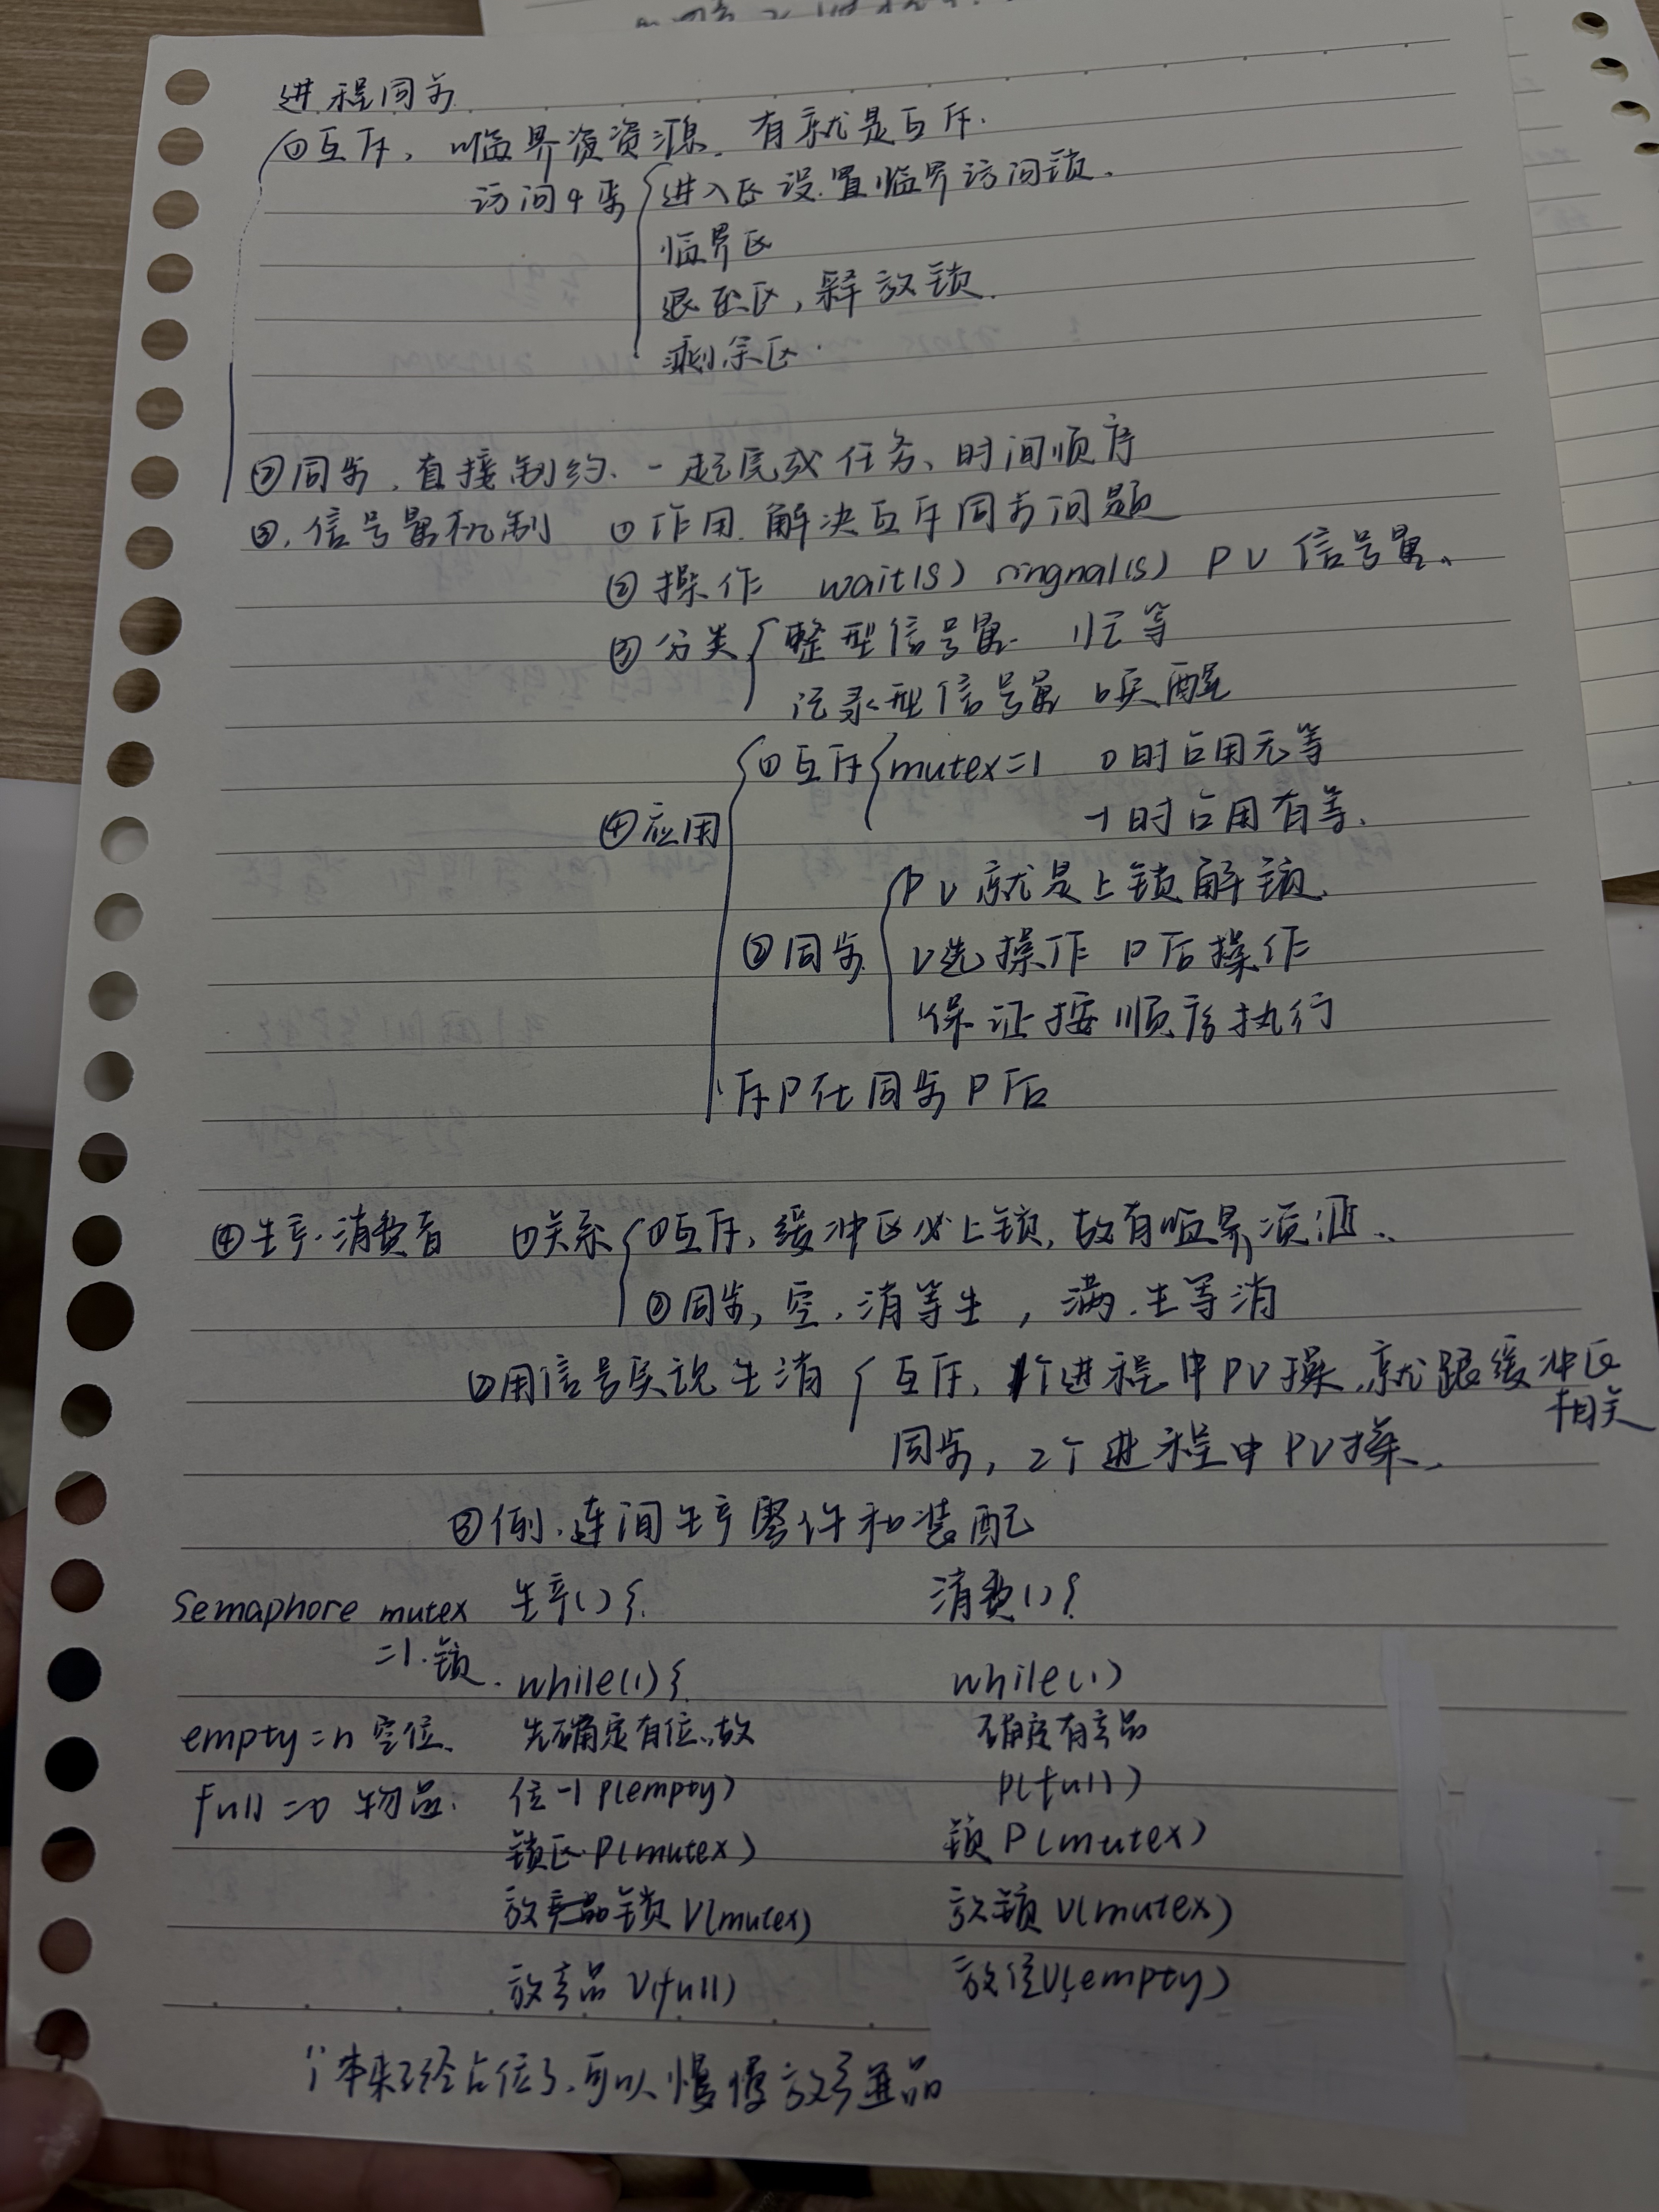 进程同步
①互斥、临界资资源. 有就是互斥.
访问4步 进入区 设置临界访问锁.
临界区
退出区, 释放锁.
剩余区.
②同步. 直接制约. 一起完成任务、时间顺序
③. 信号量机制 ①作用. 解决互斥同步问题
②操作 wait(S) singnal(s) PV 信号量.
③分类 整型信号量. 忙等
记录型信号量 唤醒
④应用 ①互斥 mutex=1 0时占用无等
-1时占用有等.
PV就是上锁解锁.
②同步 V先操作 P后操作
保证按顺序执行
斥P在同步P后
④生产.消费者 ①关系 ①互斥, 缓冲区必上锁, 故有临界资源.
②同步, 空.消等生, 满.生等消
②用信号实现生消 互斥, 1个进程中PV操.就跟缓冲区
相关
同步, 2个进程中PV操.
③例.车间生产零件和装配
Semaphore mutex 生产(){ 消费(){
=1.锁. while(1){ while(1)
empty=n 空位. 先确定有位.故 确定有产品
full=0 物品. 位-1 P(empty) P(full)
锁区.P(mutex) 锁 P(mutex)
放锁 V(mutex) 放锁 V(mutex)
放产品 V(full) 放位V(empty)
本来已经占位了.可以慢慢放产品